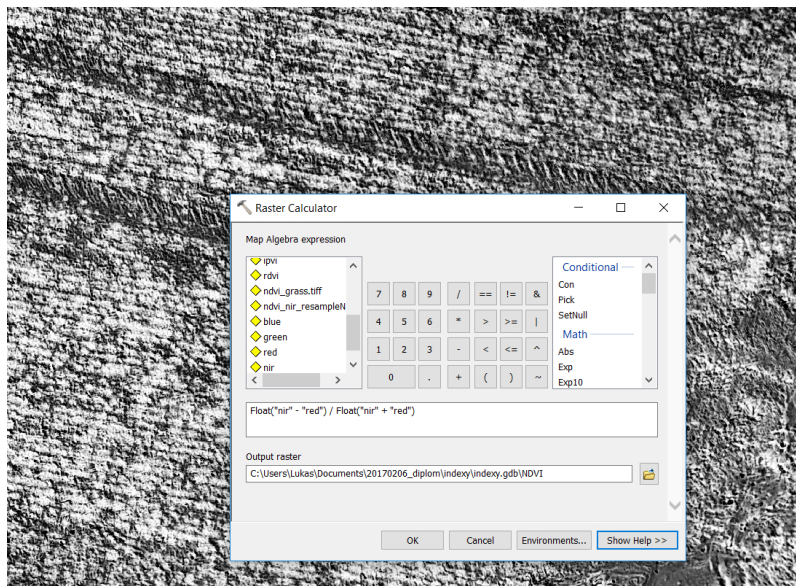 Raster Calculator
Map Algebra expression
ipvi
rdvi
ndvi_grass.tiff
ndvi_nir_resampleN
blue
green
red
nir
7 8 9 / == != &
4 5 6 * > >= |
1 2 3 - < <= ^
0 . + ( ) ~
Conditional
Con
Pick
SetNull
Math
Abs
Exp
Exp10
Float("nir" - "red") / Float("nir" + "red")
Output raster
C:\Users\Lukas\Documents\20170206_diplom\indexy\indexy.gdb\NDVI
OK Cancel Environments... Show Help >>